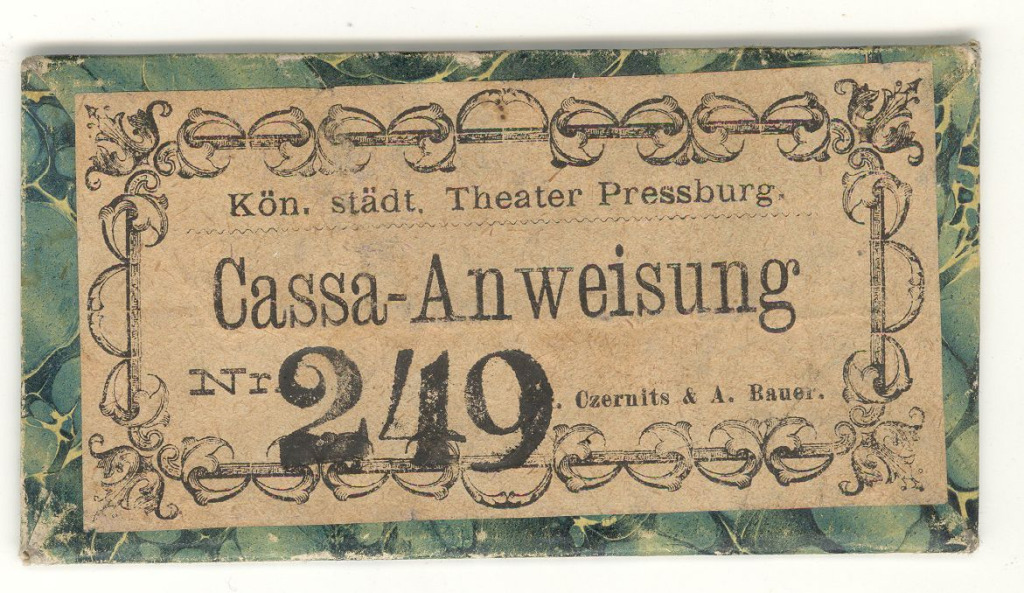 Kön. städt. Theater Pressburg.
Cassa-Anweisung
Nr. 249 . Czernits & A. Bauer.